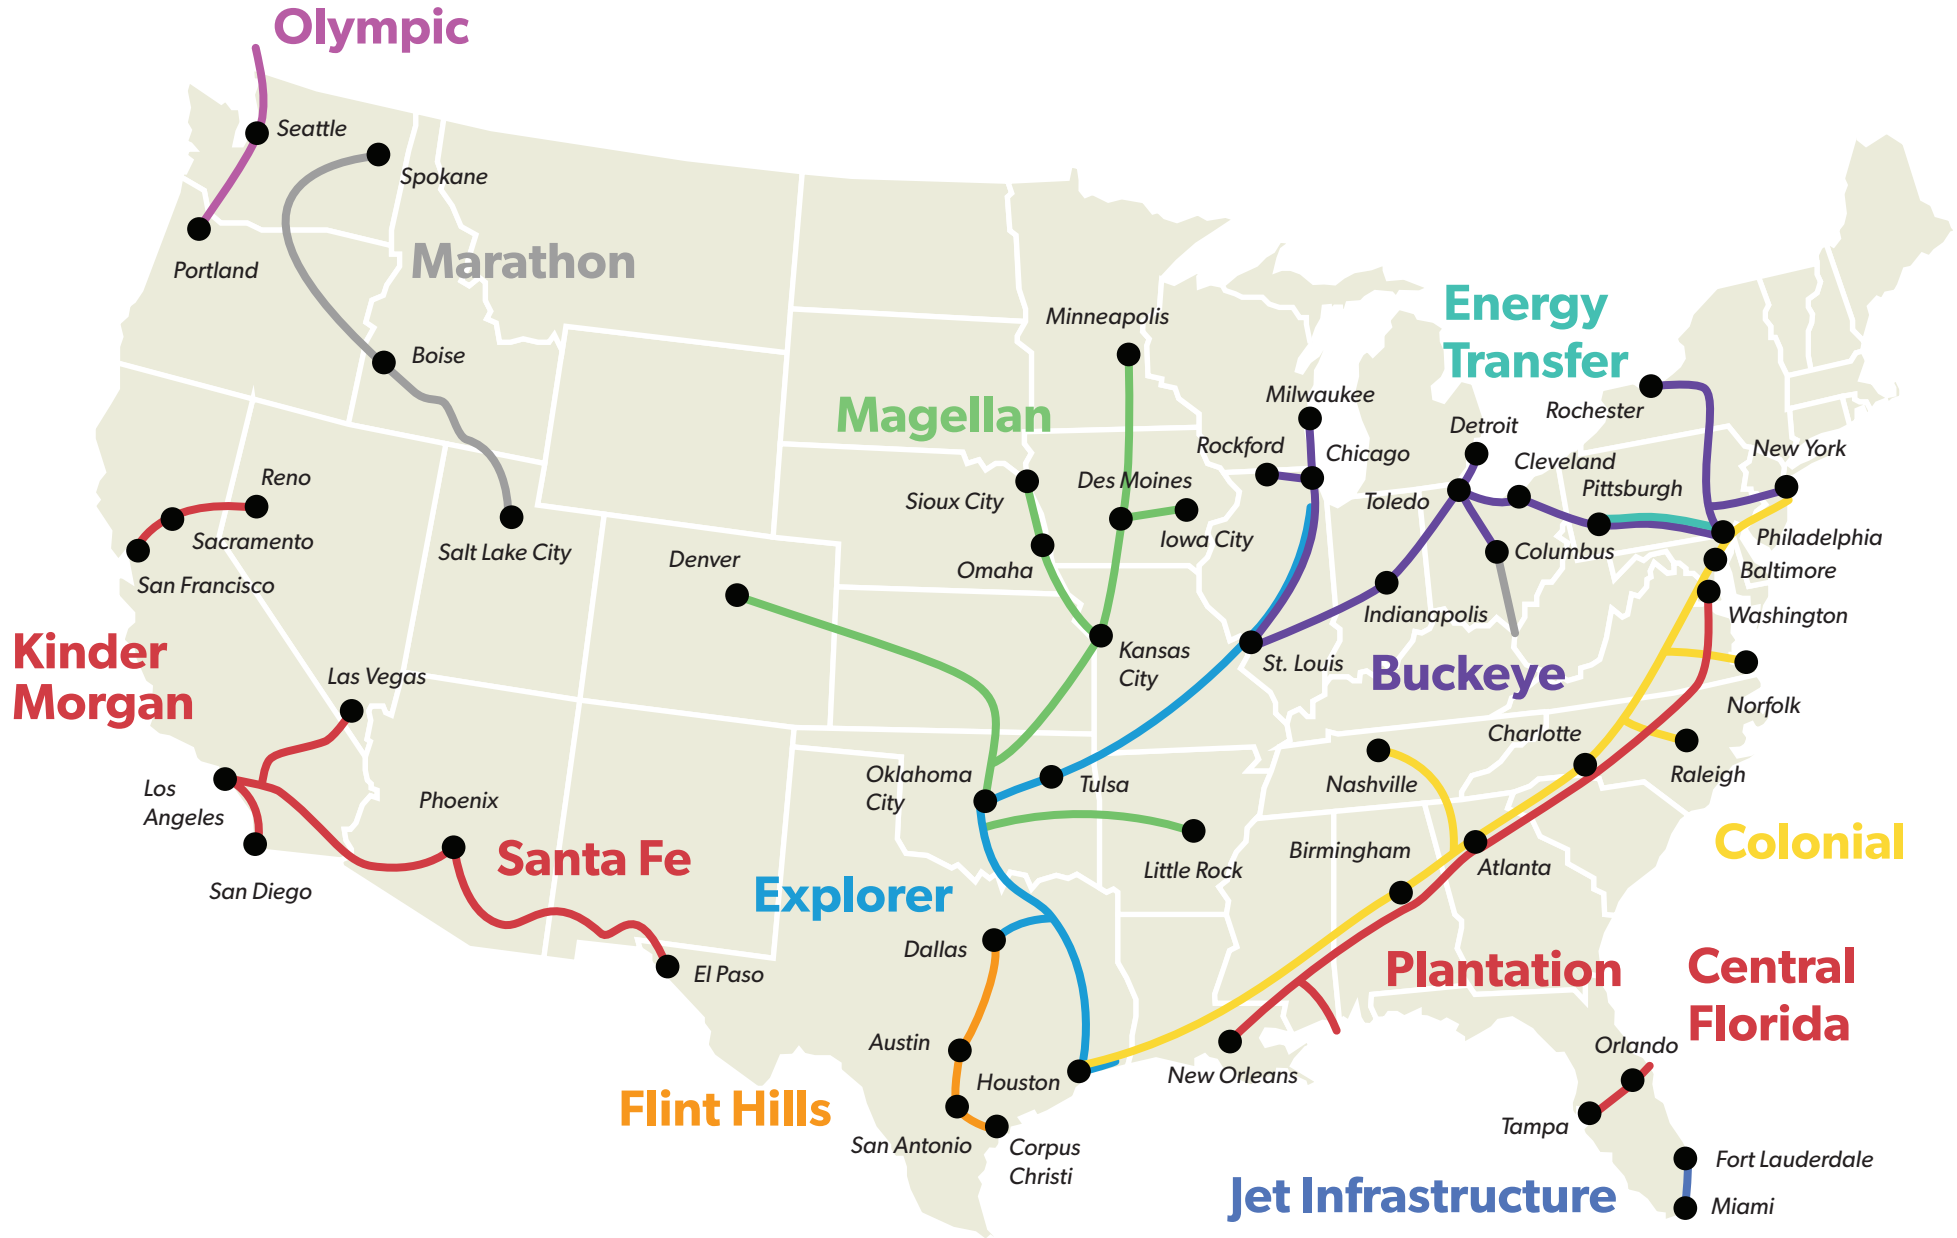 Olympic
Seattle
Spokane
Portland
Marathon
Boise
Minneapolis
Energy
Transfer
Magellan
Milwaukee
Rochester
Detroit
Rockford
Chicago
New York
Cleveland
Pittsburgh
Reno
Sioux City
Des Moines
Toledo
Sacramento
Salt Lake City
Iowa City
Columbus
Philadelphia
Denver
Omaha
Baltimore
San Francisco
Indianapolis
Washington
Kinder
Morgan
Kansas
City
St. Louis
Buckeye
Las Vegas
Norfolk
Charlotte
Los
Angeles
Phoenix
Oklahoma
City
Tulsa
Nashville
Raleigh
Santa Fe
Birmingham
Colonial
San Diego
Little Rock
Atlanta
Explorer
Dallas
El Paso
Plantation
Central
Florida
Austin
Orlando
Houston
New Orleans
Flint Hills
San Antonio
Corpus
Christi
Tampa
Fort Lauderdale
Jet Infrastructure
Miami